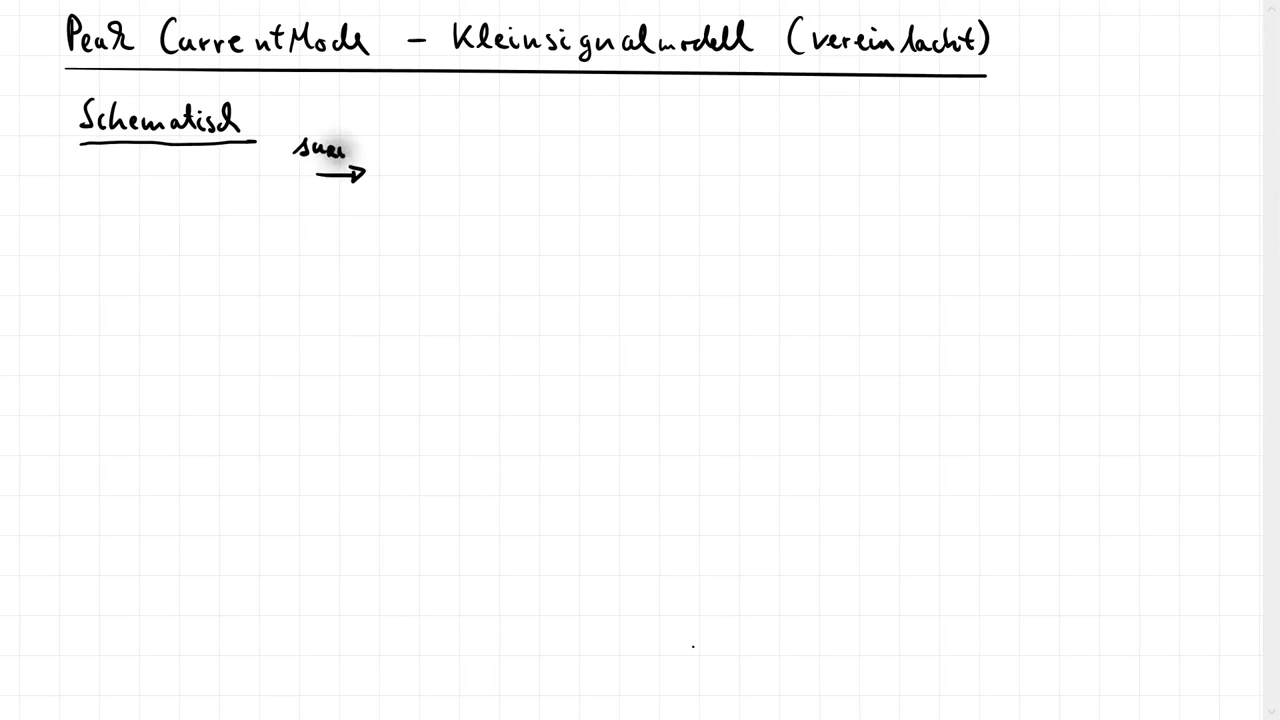 Peak CurrentMode - Kleinsignalmodell (vereinfacht)
Schematisch